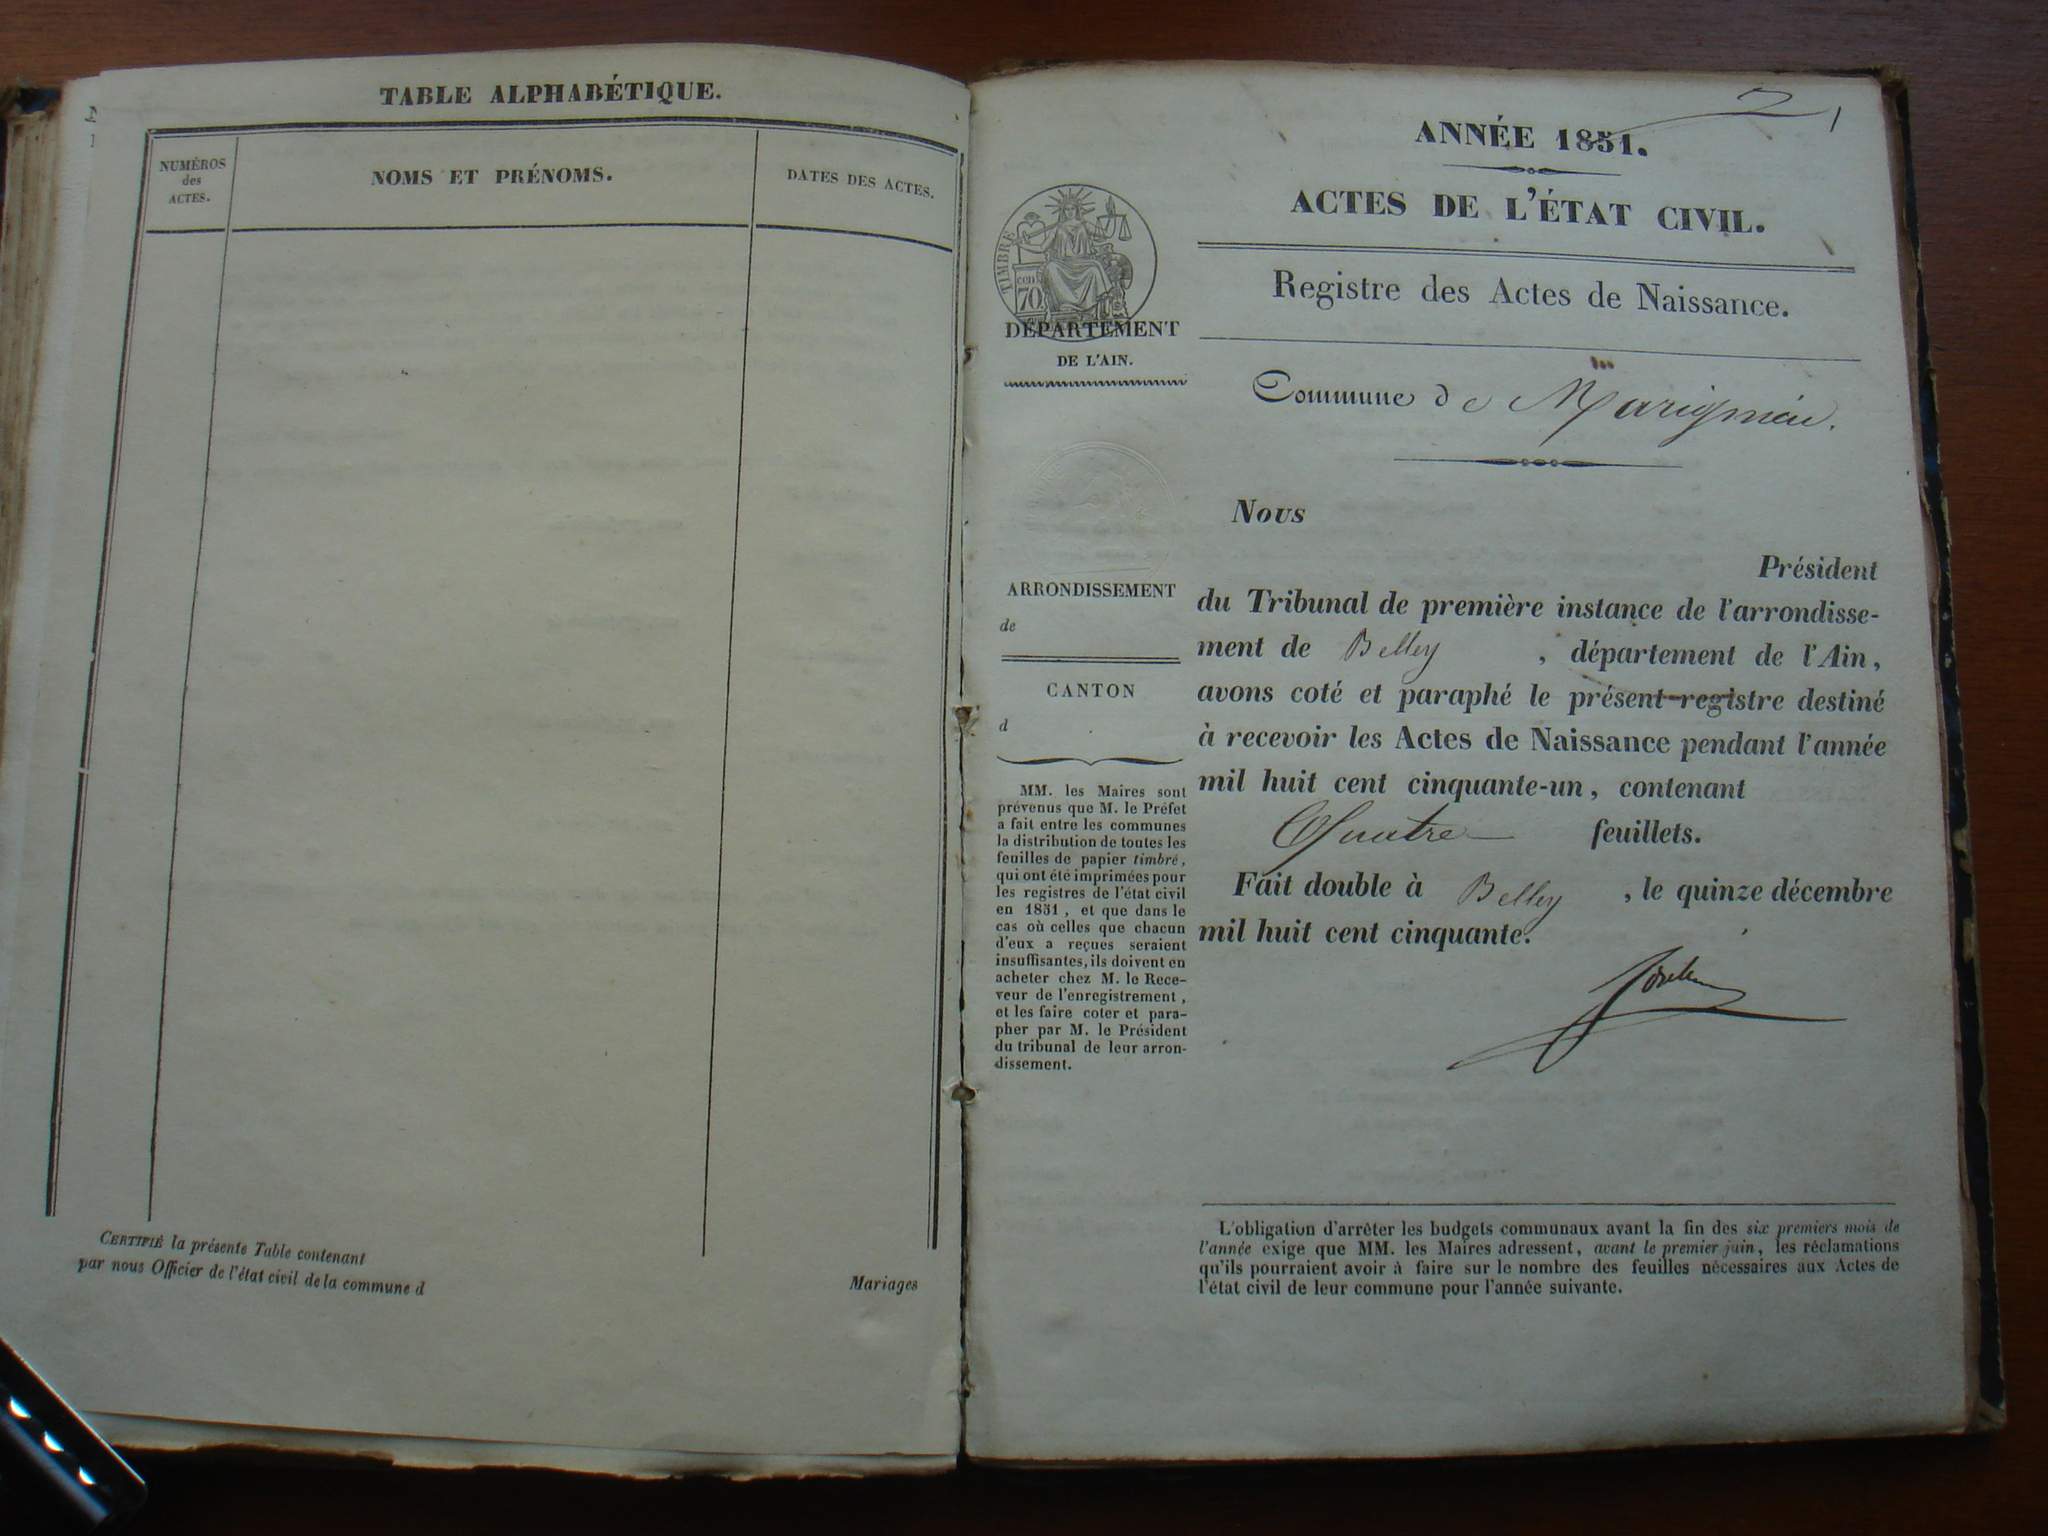 TABLE ALPHABÉTIQUE.
NUMÉROS
des
ACTES.
NOMS ET PRÉNOMS.
DATES DES ACTES.
CERTIFIÉ la présente Table contenant
par nous Officier de l'état civil de la commune d
Mariages
1
ANNÉE 1851.
ACTES DE L'ÉTAT CIVIL.
Registre des Actes de Naissance.
TIMBRE
cen.
70
DÉPARTEMENT
DE L'AIN.
Commune de Marignieu.
ARRONDISSEMENT
de
CANTON
d
MM. les Maires sont
prévenus que M. le Préfet
a fait entre les communes
la distribution de toutes les
feuilles de papier timbré,
qui ont été imprimées pour
les registres de l'état civil
en 1851, et que dans le
cas où celles que chacun
d'eux a reçues seraient
insuffisantes, ils doivent en
acheter chez M. le Rece-
veur de l'enregistrement,
et les faire coter et para-
pher par M. le Président
du tribunal de leur arron-
dissement.
Nous
Président
du Tribunal de première instance de l'arrondisse-
ment de Belley, département de l'Ain,
avons coté et paraphé le présent registre destiné
à recevoir les Actes de Naissance pendant l'année
mil huit cent cinquante-un, contenant
Quatre feuillets.
Fait double à Belley, le quinze décembre
mil huit cent cinquante.
L'obligation d'arrêter les budgets communaux avant la fin des six premiers mois de
l'année exige que MM. les Maires adressent, avant le premier juin, les réclamations
qu'ils pourraient avoir à faire sur le nombre des feuilles nécessaires aux Actes de
l'état civil de leur commune pour l'année suivante.